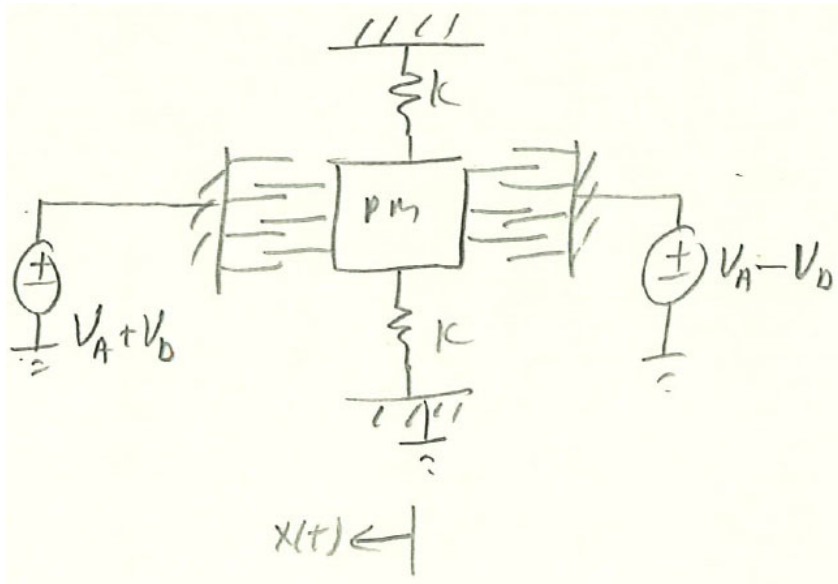 K
PM
V_A + V_D
V_A - V_D
K
X(t)